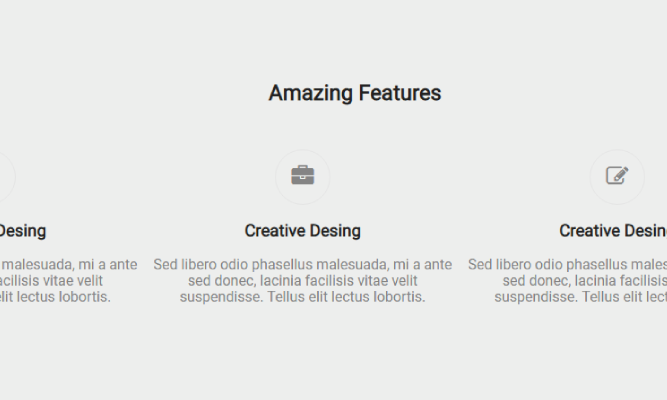 Amazing Features
Desing
Creative Desing
Creative Desin
malesuada, mi a ante
acilisis vitae velit
elit lectus lobortis.
Sed libero odio phasellus malesuada, mi a ante
sed donec, lacinia facilisis vitae velit
suspendisse. Tellus elit lectus lobortis.
Sed libero odio phasellus males
sed donec, lacinia facilisis
suspendisse. Tellus elit lect